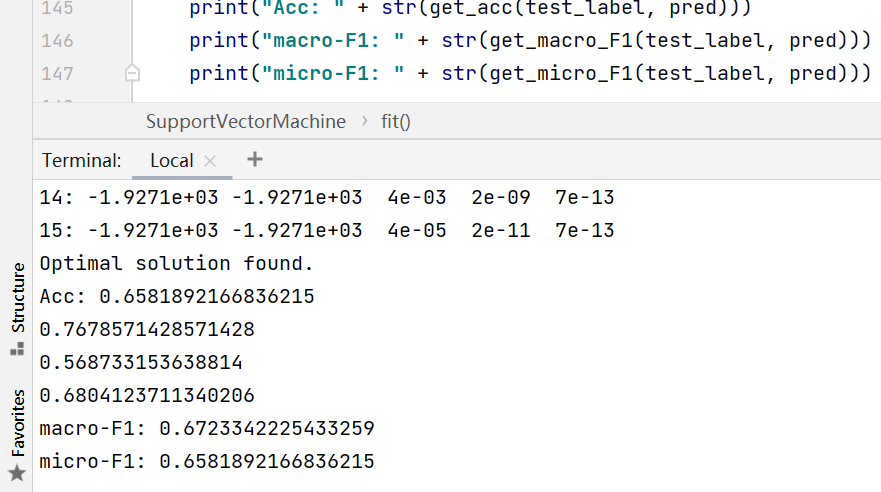 145 print("Acc: " + str(get_acc(test_label, pred)))
146 print("macro-F1: " + str(get_macro_F1(test_label, pred)))
147 print("micro-F1: " + str(get_micro_F1(test_label, pred)))
SupportVectorMachine › fit()
Terminal: Local × +
14: -1.9271e+03 -1.9271e+03 4e-03 2e-09 7e-13
15: -1.9271e+03 -1.9271e+03 4e-05 2e-11 7e-13
Optimal solution found.
Acc: 0.6581892166836215
0.7678571428571428
0.568733153638814
0.6804123711340206
macro-F1: 0.6723342225433259
micro-F1: 0.6581892166836215
Structure
Favorites